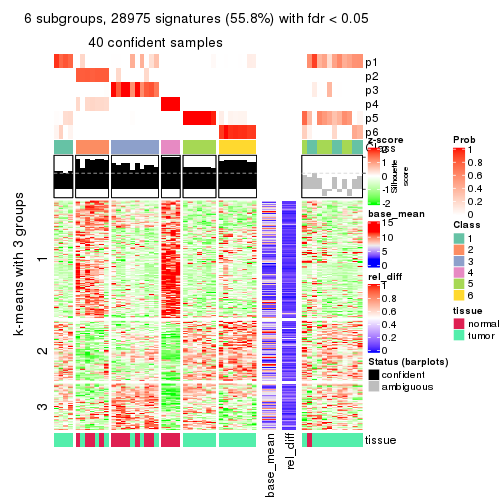 6 subgroups, 28975 signatures (55.8%) with fdr < 0.05
40 confident samples
p1
p2
p3
p4
p5
p6
Class
Silhouette
score
k-means with 3 groups
1
2
3
tissue
base_mean
rel_diff
z-score
2
1
0
-1
-2
base_mean
15
10
5
0
rel_diff
1
0.8
0.6
0.4
0.2
0
Status (barplots)
confident
ambiguous
Prob
1
0.8
0.6
0.4
0.2
0
Class
1
2
3
4
5
6
tissue
normal
tumor